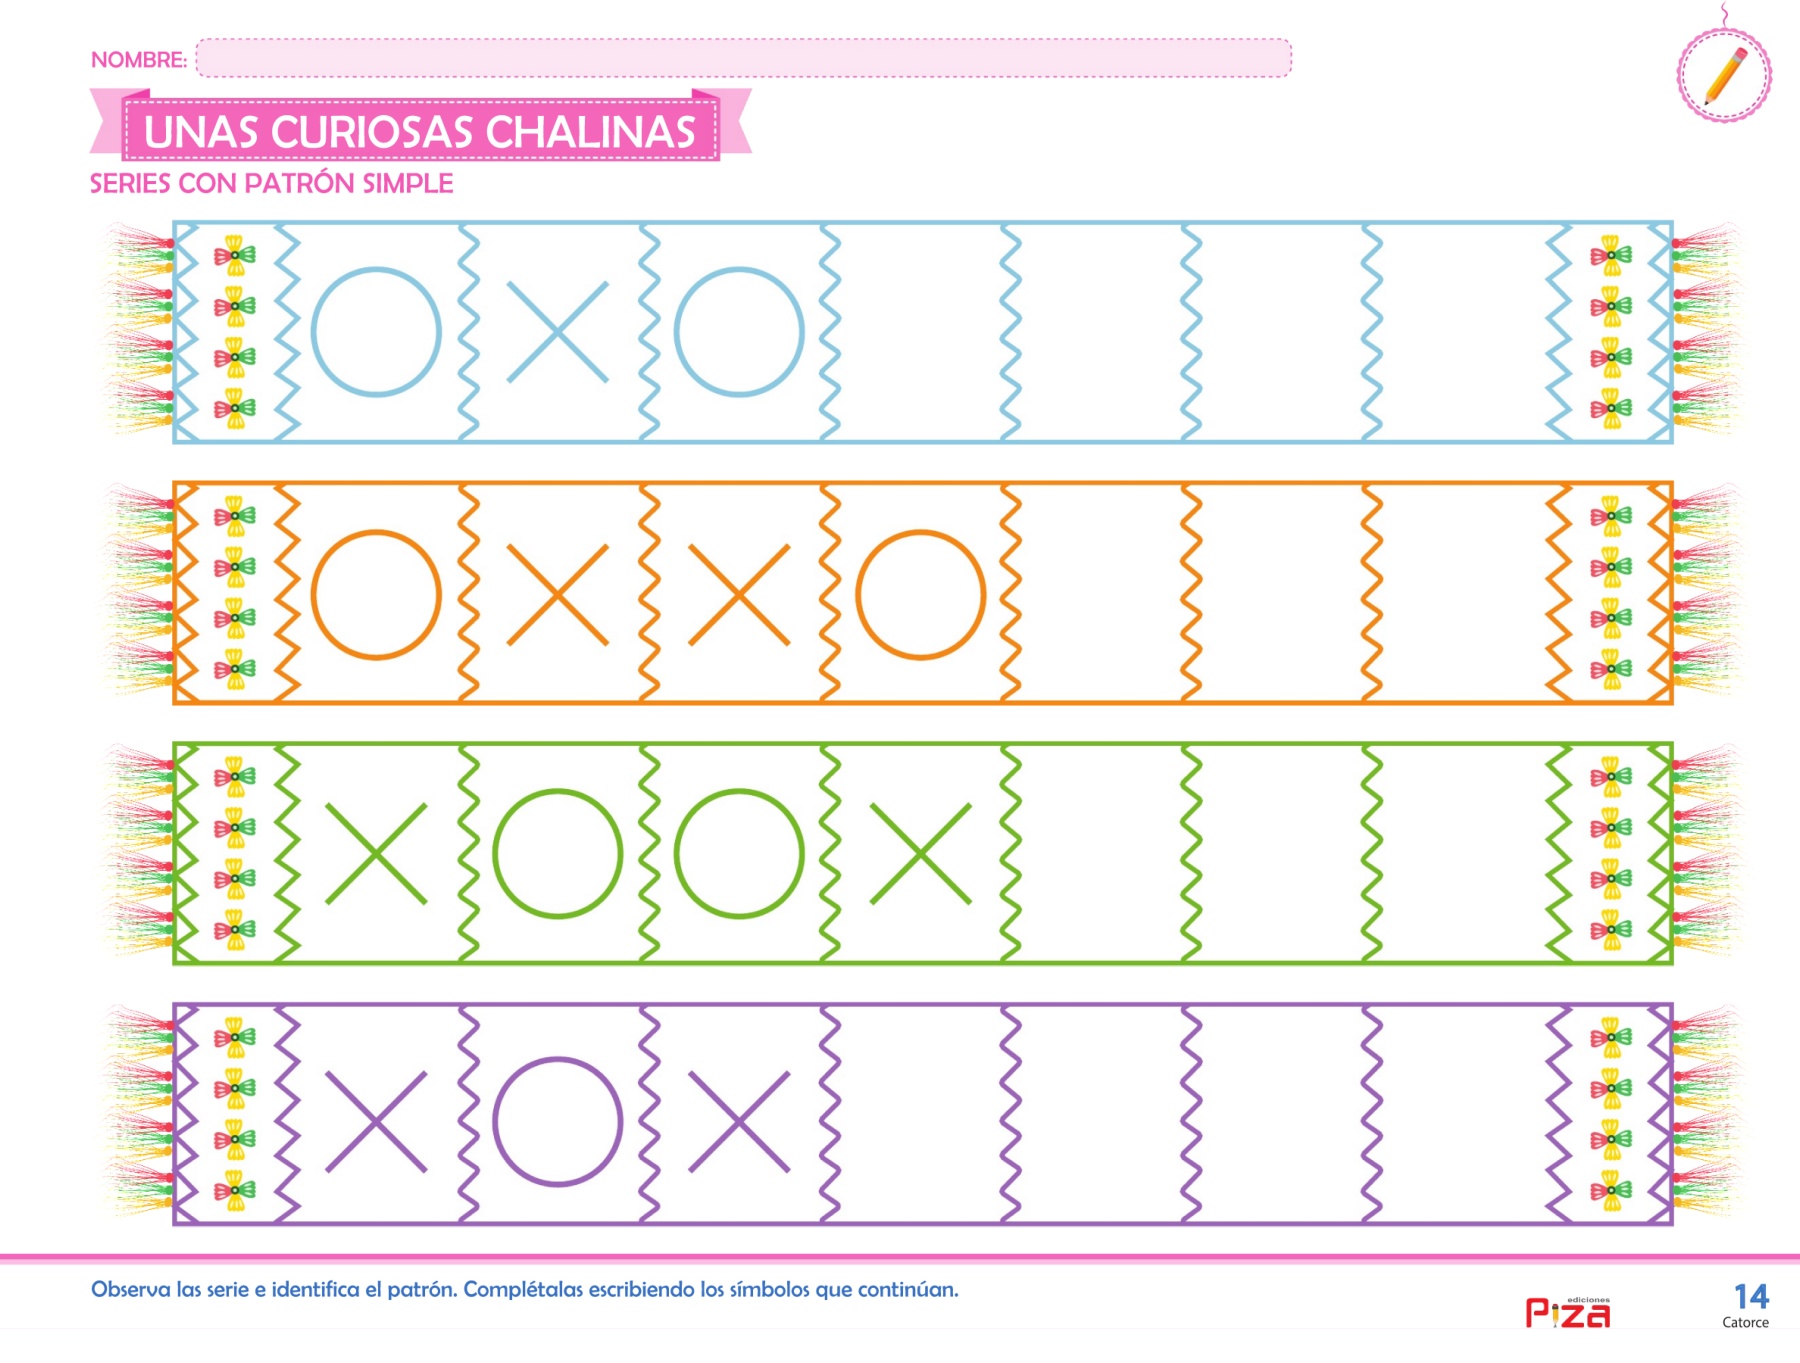 NOMBRE:
UNAS CURIOSAS CHALINAS
SERIES CON PATRÓN SIMPLE
Observa las serie e identifica el patrón. Complétalas escribiendo los símbolos que continúan.
ediciones
Piza
14
Catorce